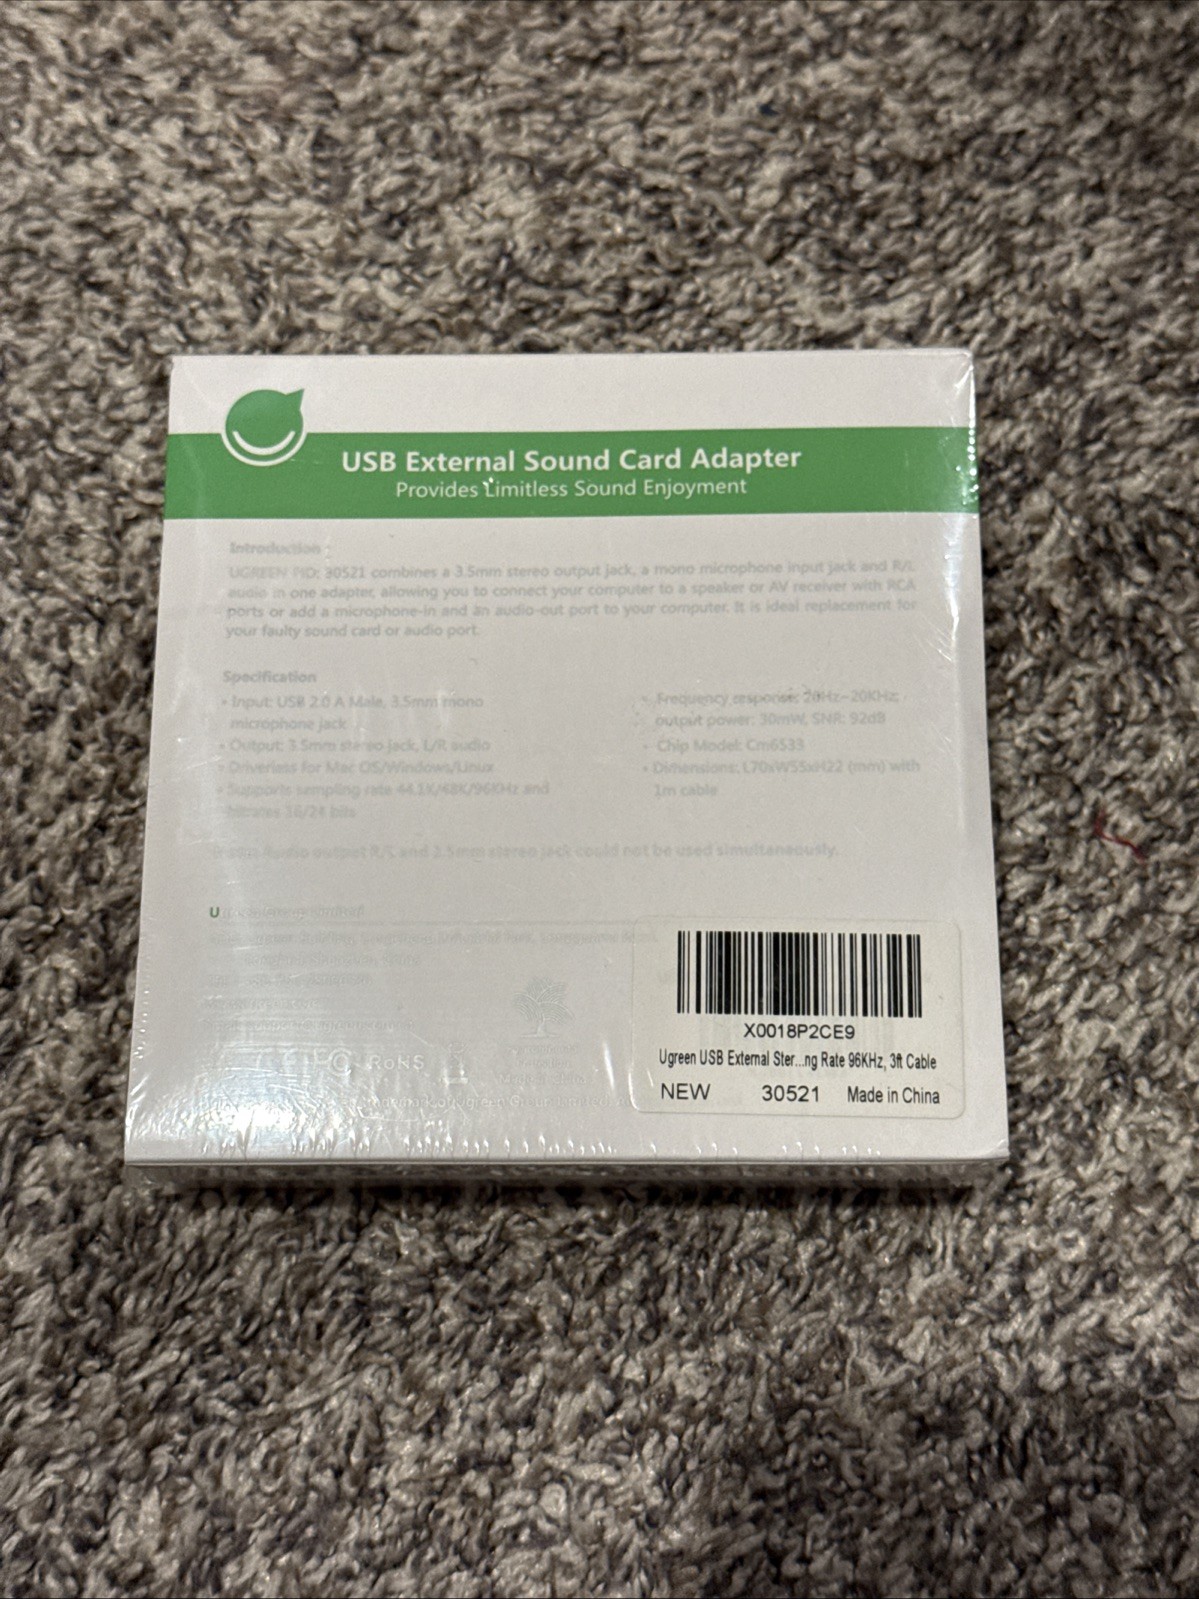 USB External Sound Card Adapter
Provides Limitless Sound Enjoyment
Introduction :
UGREEN PID: 30521 combines a 3.5mm stereo output jack, a mono microphone input jack and R/L
audio in one adapter, allowing you to connect your computer to a speaker or AV receiver with RCA
ports or add a microphone-in and an audio-out port to your computer. It is ideal replacement for
your faulty sound card or audio port.
Specification
• Input: USB 2.0 A Male, 3.5mm mono
microphone jack
• Output: 3.5mm stereo jack, L/R audio
• Driverless for Mac OS/Windows/Linux
• Supports sampling rate 44.1K/48K/96KHz and
bitrates 16/24 bits
• Frequency response: 20Hz~20KHz;
output power: 30mW, SNR: 92dB
• Chip Model: Cm6533
• Dimensions: L70xW55xH22 (mm) with
1m cable
audio output R/L and 3.5mm stereo jack could not be used simultaneously.
RoHS
X0018P2CE9
Ugreen USB External Ster...ng Rate 96KHz, 3ft Cable
NEW 30521 Made in China